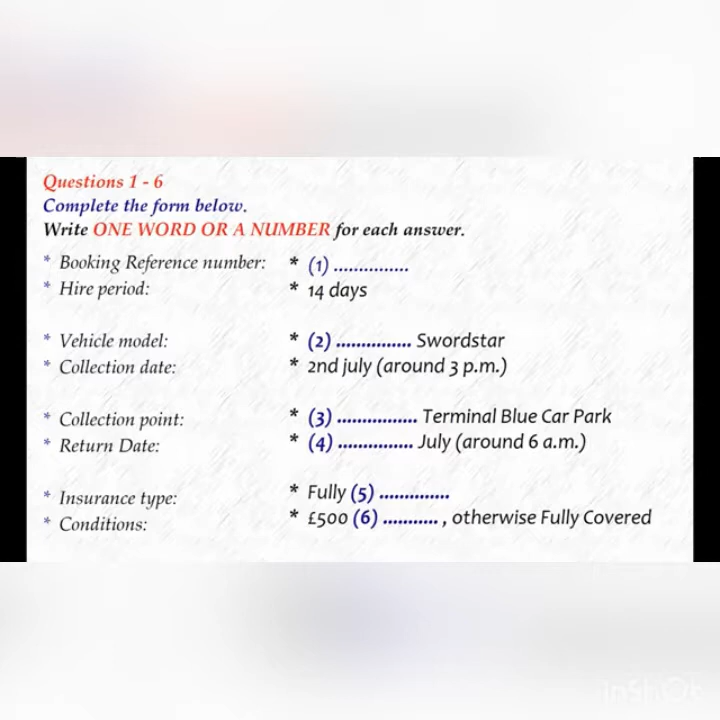 Questions 1 - 6
Complete the form below.
Write ONE WORD OR A NUMBER for each answer.
* Booking Reference number: * (1) ...............
* Hire period: * 14 days
* Vehicle model: * (2) ............... Swordstar
* Collection date: * 2nd july (around 3 p.m.)
* Collection point: * (3) ................ Terminal Blue Car Park
* Return Date: * (4) ............... July (around 6 a.m.)
* Insurance type: * Fully (5) ..............
* Conditions: * £500 (6) ........... , otherwise Fully Covered
InShOt